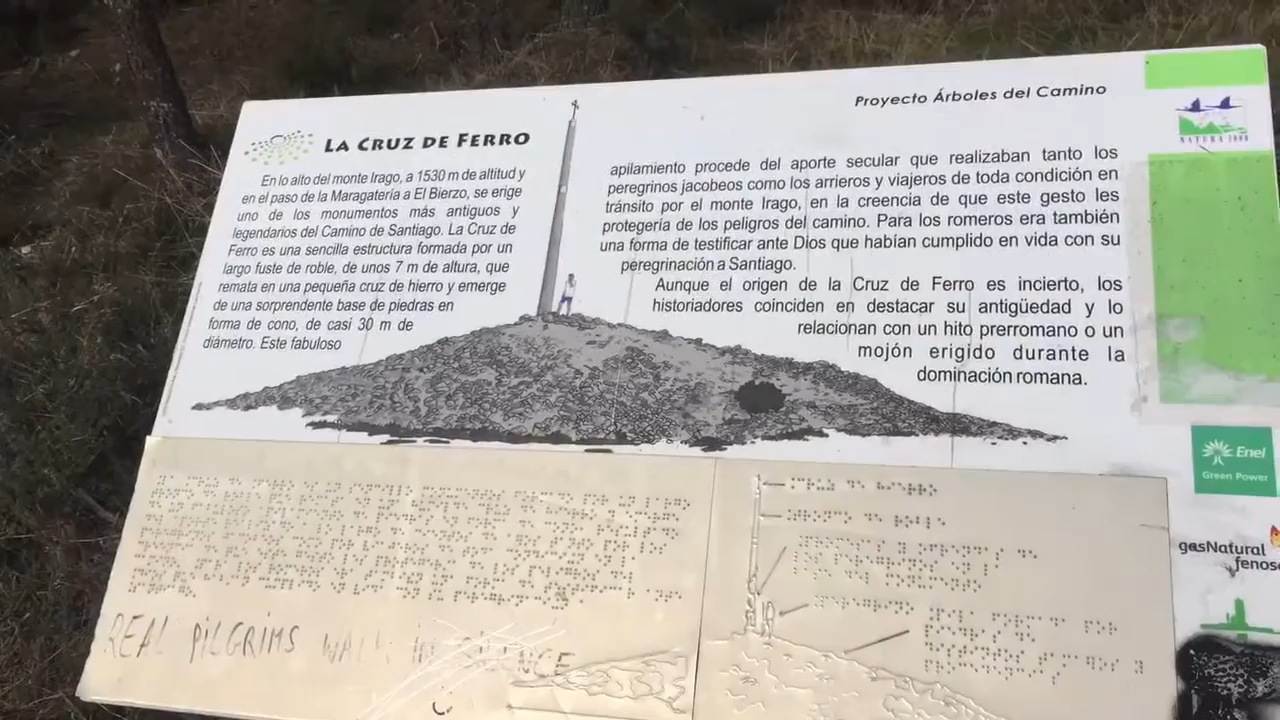 Proyecto Árboles del Camino
LA CRUZ DE FERRO
En lo alto del monte Irago, a 1530 m de altitud y
en el paso de la Maragatería a El Bierzo, se erige
uno de los monumentos más antiguos y
legendarios del Camino de Santiago. La Cruz de
Ferro es una sencilla estructura formada por un
largo fuste de roble, de unos 7 m de altura, que
remata en una pequeña cruz de hierro y emerge
de una sorprendente base de piedras en
forma de cono, de casi 30 m de
diámetro. Este fabuloso
apilamiento procede del aporte secular que realizaban tanto los
peregrinos jacobeos como los arrieros y viajeros de toda condición en
tránsito por el monte Irago, en la creencia de que este gesto les
protegería de los peligros del camino. Para los romeros era también
una forma de testificar ante Dios que habían cumplido en vida con su
peregrinación a Santiago.
Aunque el origen de la Cruz de Ferro es incierto, los
historiadores coinciden en destacar su antigüedad y lo
relacionan con un hito prerromano o un
mojón erigido durante la
dominación romana.
NATURA 2000
Enel
Green Power
gasNatural
fenosa
REAL PILGRIMS WALK IN SILENCE